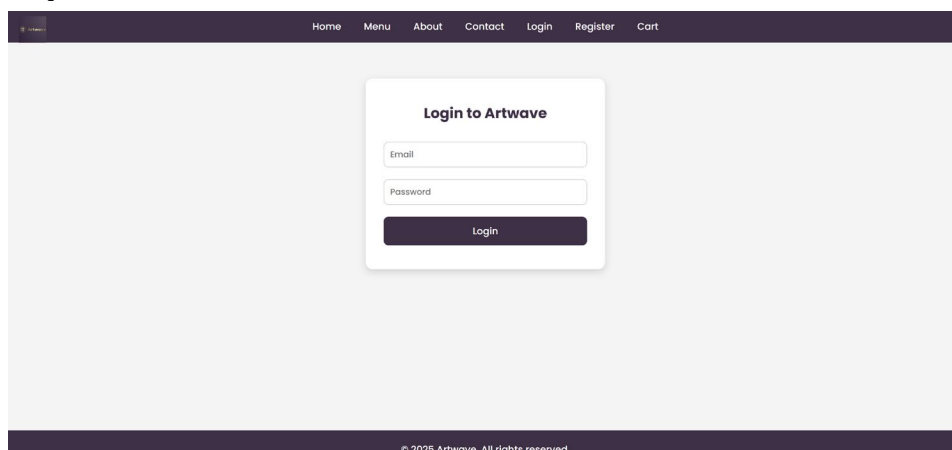 Home Menu About Contact Login Register Cart
Login to Artwave
Email
Password
Login
© 2025 Artwave. All rights reserved